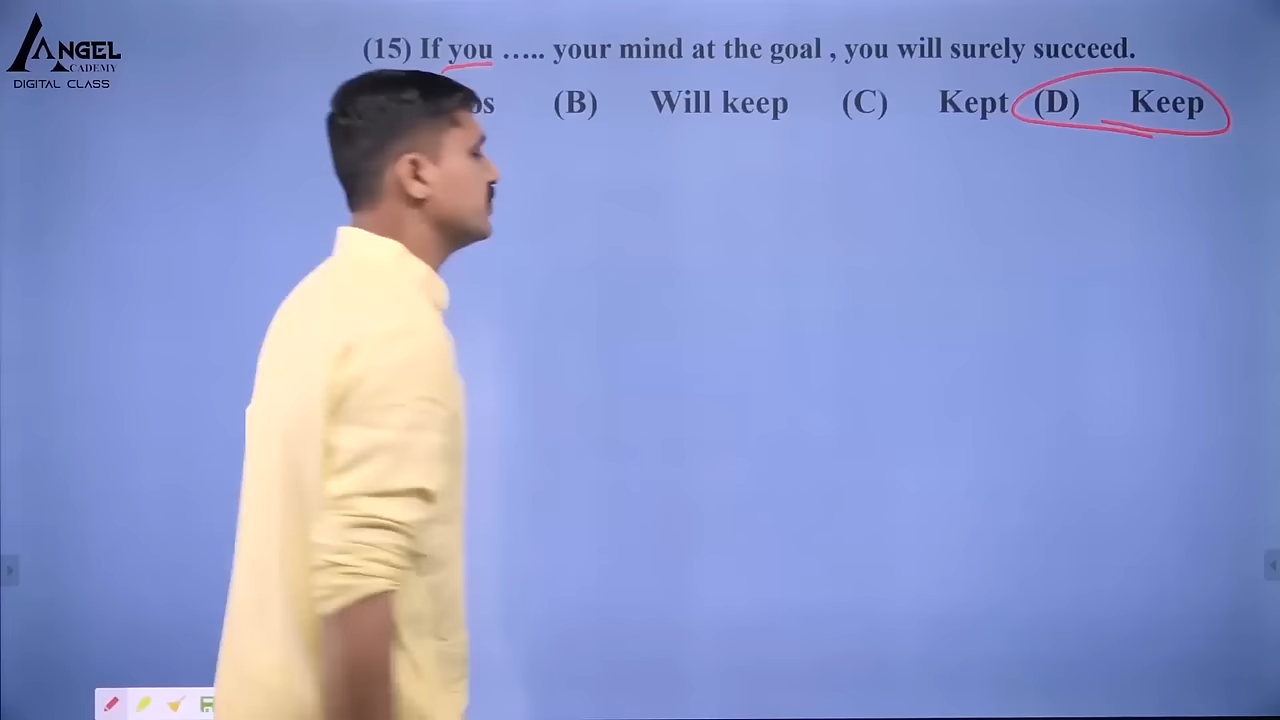 ANGEL
ACADEMY
DIGITAL CLASS
(15) If you ..... your mind at the goal , you will surely succeed.
(B) Will keep (C) Kept (D) Keep